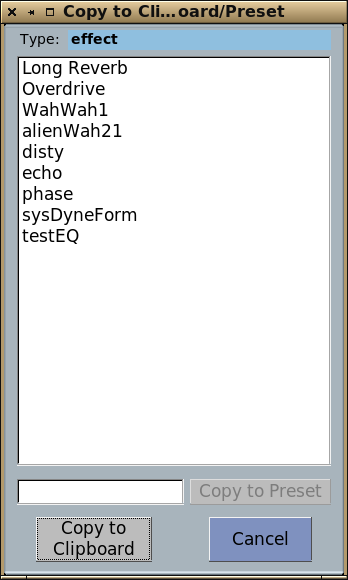 Copy to Cli...oard/Preset
Type: effect
Long Reverb
Overdrive
WahWah1
alienWah21
disty
echo
phase
sysDyneForm
testEQ
Copy to Preset
Copy to
Clipboard
Cancel